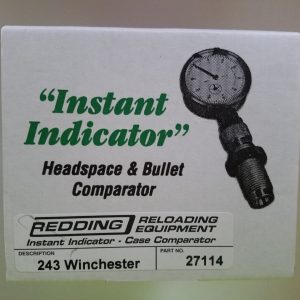 "Instant
Indicator"
Headspace & Bullet
Comparator
REDDING RELOADING
EQUIPMENT
Instant Indicator - Case Comparator
DESCRIPTION PART NO.
243 Winchester 27114